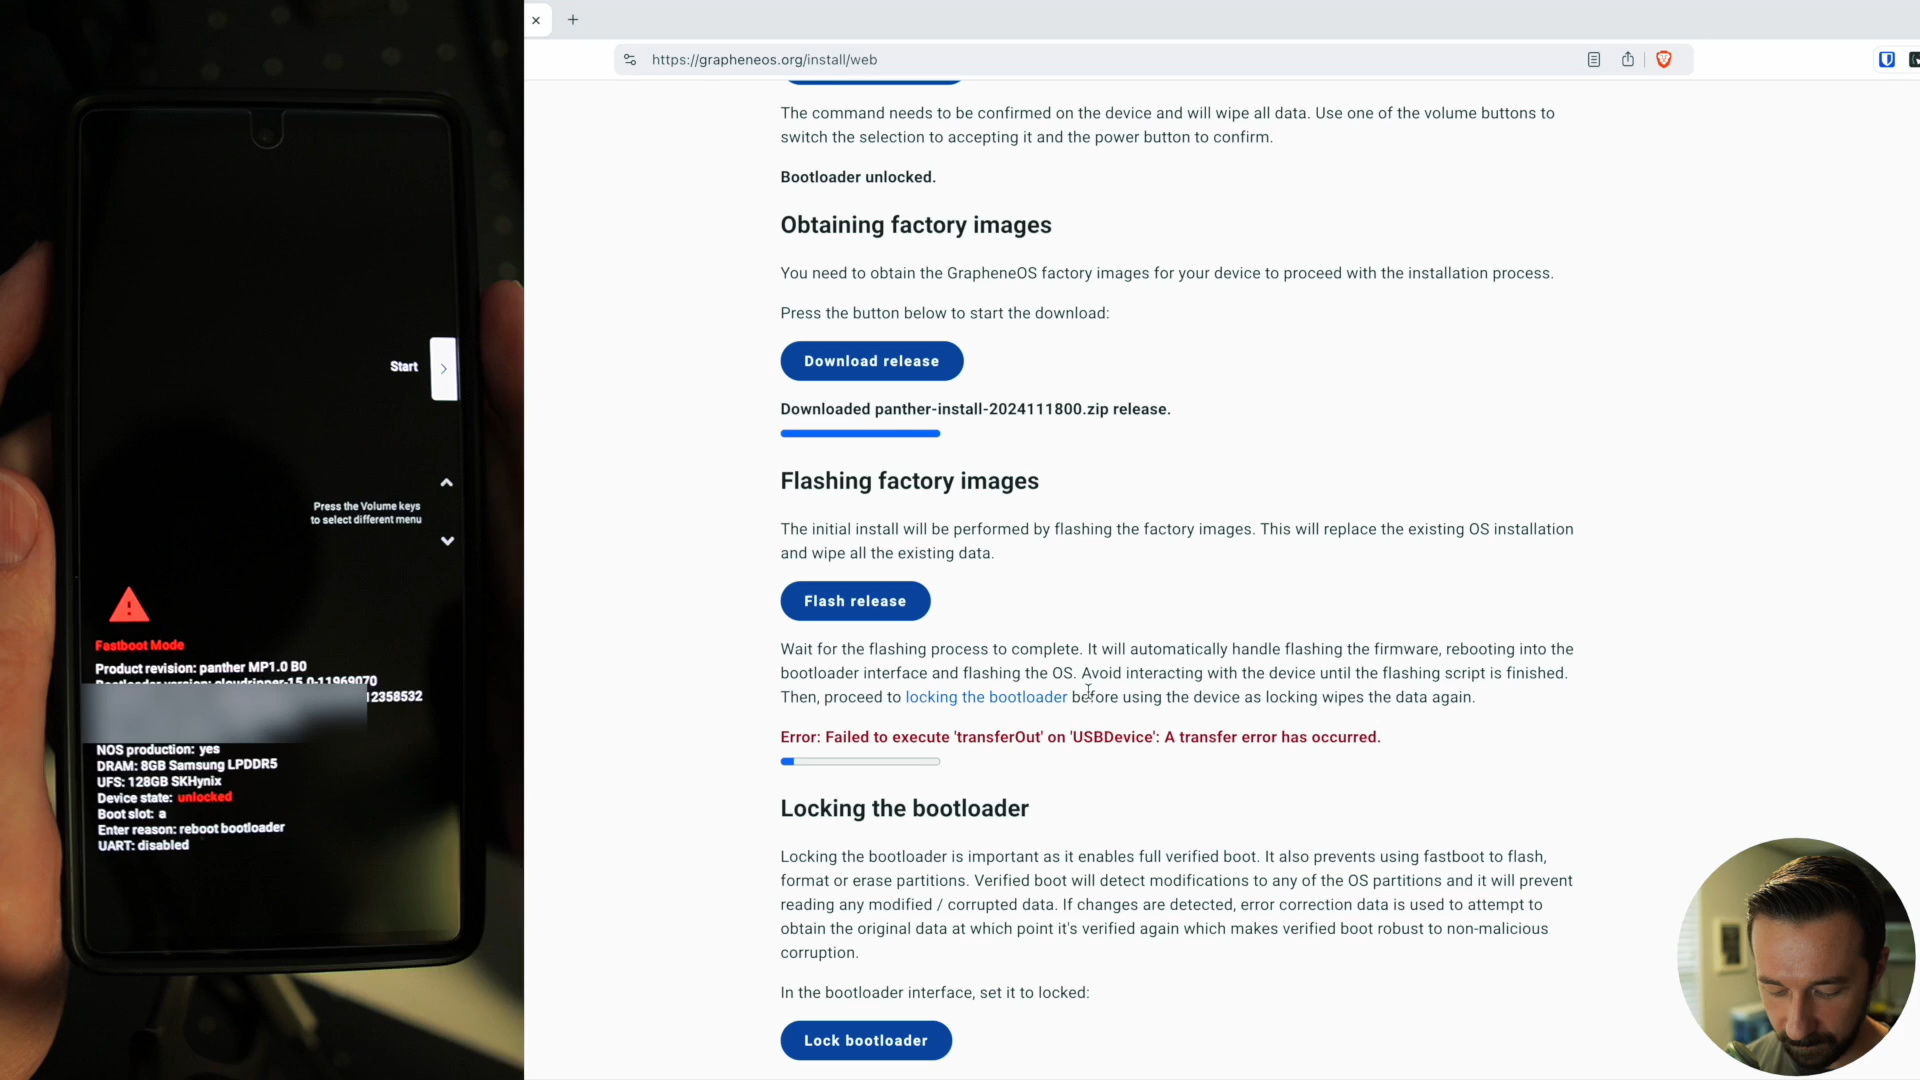 Start
Press the Volume keys
to select different menu
Fastboot Mode
Product revision: panther MP1.0 B0
Bootloader version: cloudripper-15.0-11969070
12358532
NOS production: yes
DRAM: 8GB Samsung LPDDR5
UFS: 128GB SKHynix
Device state: unlocked
Boot slot: a
Enter reason: reboot bootloader
UART: disabled
https://grapheneos.org/install/web
The command needs to be confirmed on the device and will wipe all data. Use one of the volume buttons to
switch the selection to accepting it and the power button to confirm.
Bootloader unlocked.
Obtaining factory images
You need to obtain the GrapheneOS factory images for your device to proceed with the installation process.
Press the button below to start the download:
Download release
Downloaded panther-install-2024111800.zip release.
Flashing factory images
The initial install will be performed by flashing the factory images. This will replace the existing OS installation
and wipe all the existing data.
Flash release
Wait for the flashing process to complete. It will automatically handle flashing the firmware, rebooting into the
bootloader interface and flashing the OS. Avoid interacting with the device until the flashing script is finished.
Then, proceed to locking the bootloader before using the device as locking wipes the data again.
Error: Failed to execute 'transferOut' on 'USBDevice': A transfer error has occurred.
Locking the bootloader
Locking the bootloader is important as it enables full verified boot. It also prevents using fastboot to flash,
format or erase partitions. Verified boot will detect modifications to any of the OS partitions and it will prevent
reading any modified / corrupted data. If changes are detected, error correction data is used to attempt to
obtain the original data at which point it's verified again which makes verified boot robust to non-malicious
corruption.
In the bootloader interface, set it to locked:
Lock bootloader